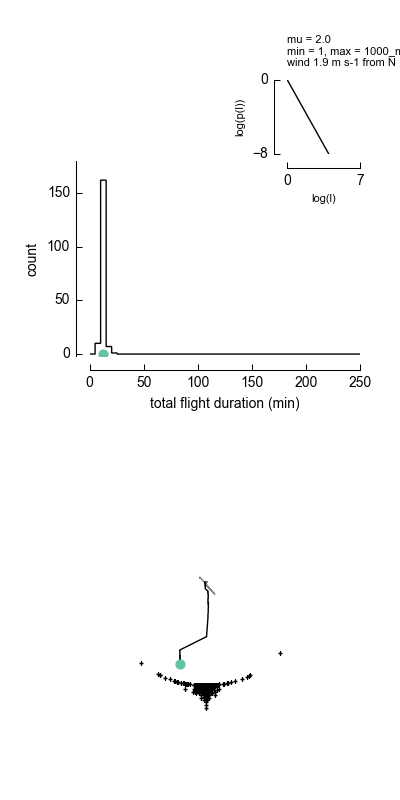 mu = 2.0
min = 1, max = 1000_m
wind 1.9 m s-1 from N
0
log(p(l))
−8
0
7
log(l)
150
100
50
0
count
0
50
100
150
200
250
total flight duration (min)